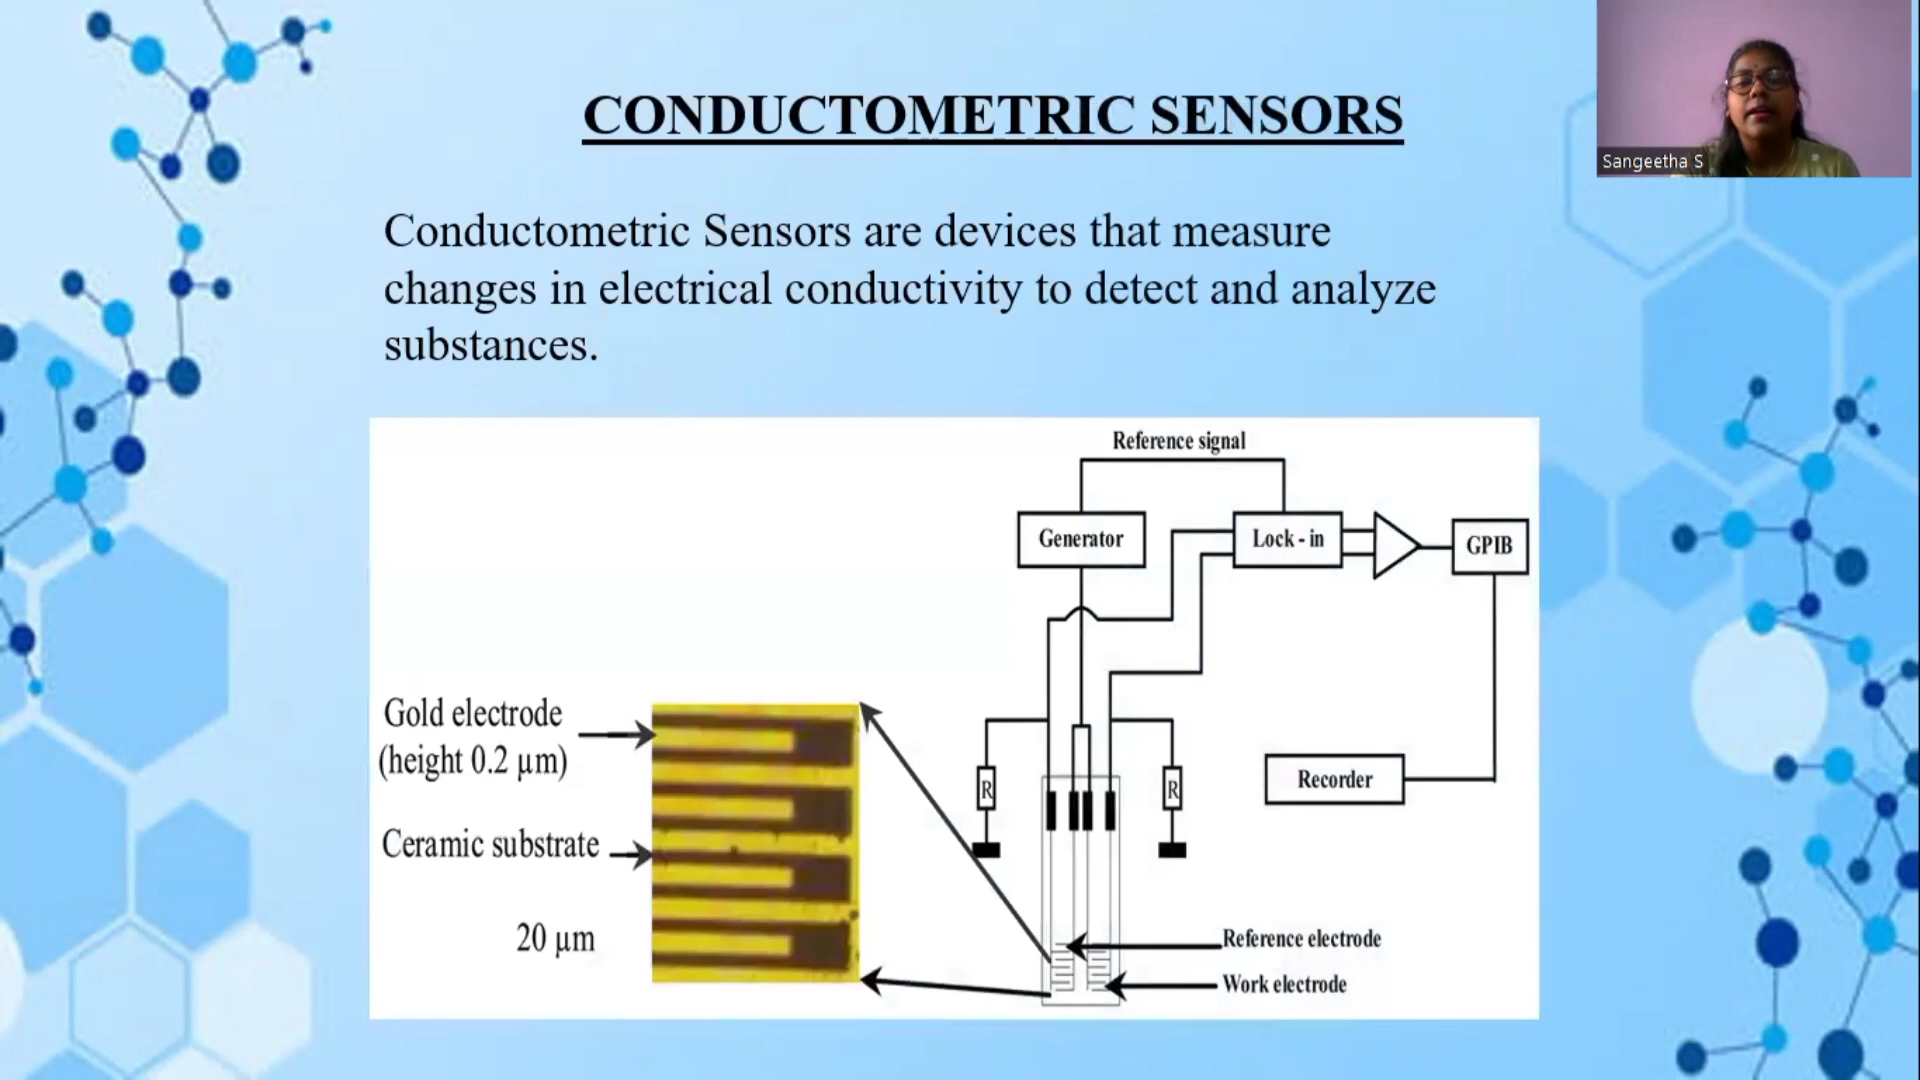 CONDUCTOMETRIC SENSORS
Sangeetha S
Conductometric Sensors are devices that measure
changes in electrical conductivity to detect and analyze
substances.
Reference signal
Generator
Lock - in
GPIB
Gold electrode
(height 0.2 µm)
R
R
Recorder
Ceramic substrate
20 µm
Reference electrode
Work electrode